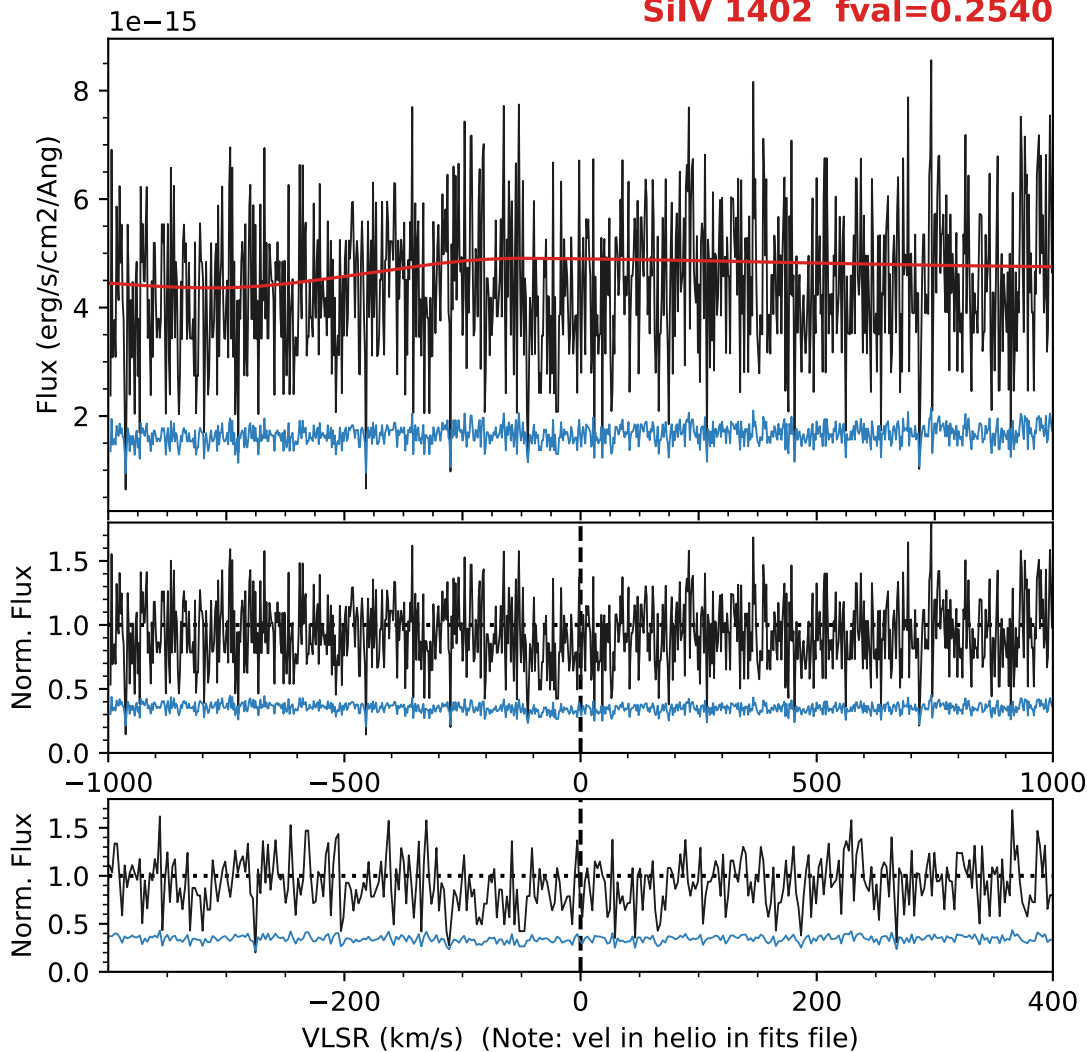 SiIV 1402 fval=0.2540
1e−15
8
6
4
2
Flux (erg/s/cm2/Ang)
1.5
1.0
0.5
0.0
Norm. Flux
−1000 −500 0 500 1000
1.5
1.0
0.5
0.0
Norm. Flux
−200 0 200 400
VLSR (km/s) (Note: vel in helio in fits file)